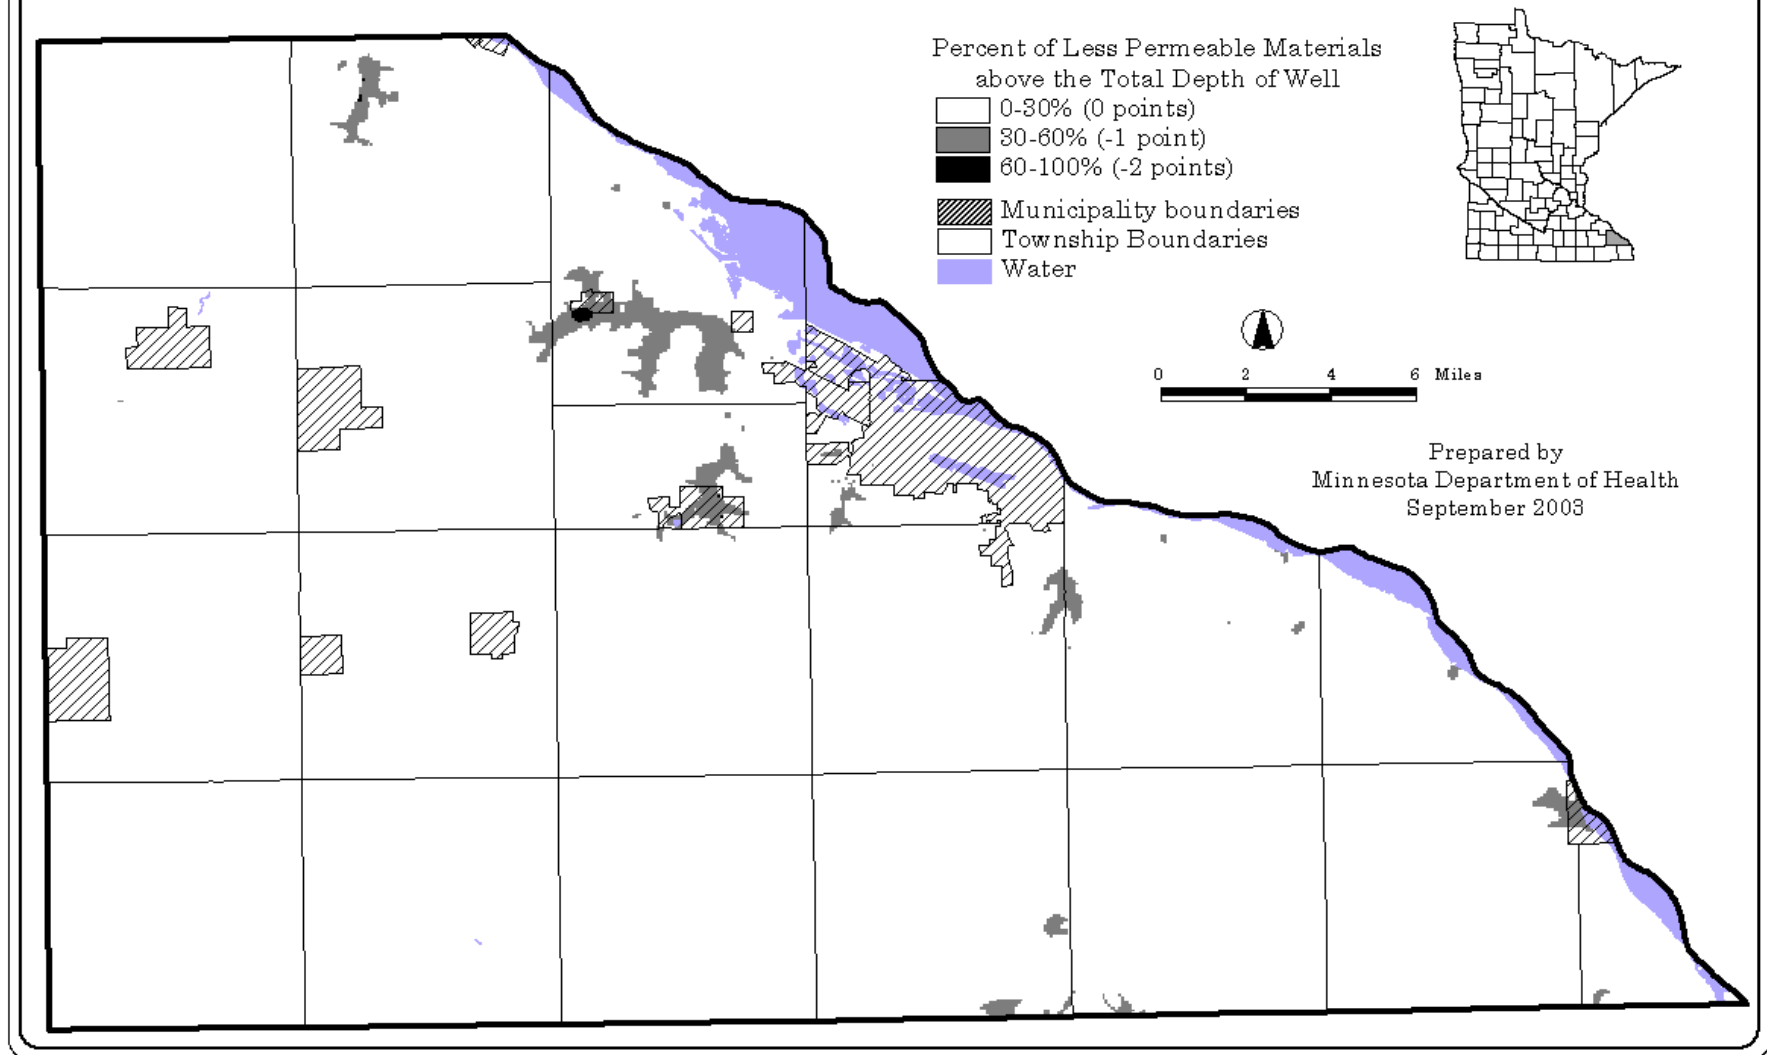 Percent of Less Permeable Materials
above the Total Depth of Well
0-30% (0 points)
30-60% (-1 point)
60-100% (-2 points)
Municipality boundaries
Township Boundaries
Water
0 2 4 6 Miles
Prepared by
Minnesota Department of Health
September 2003